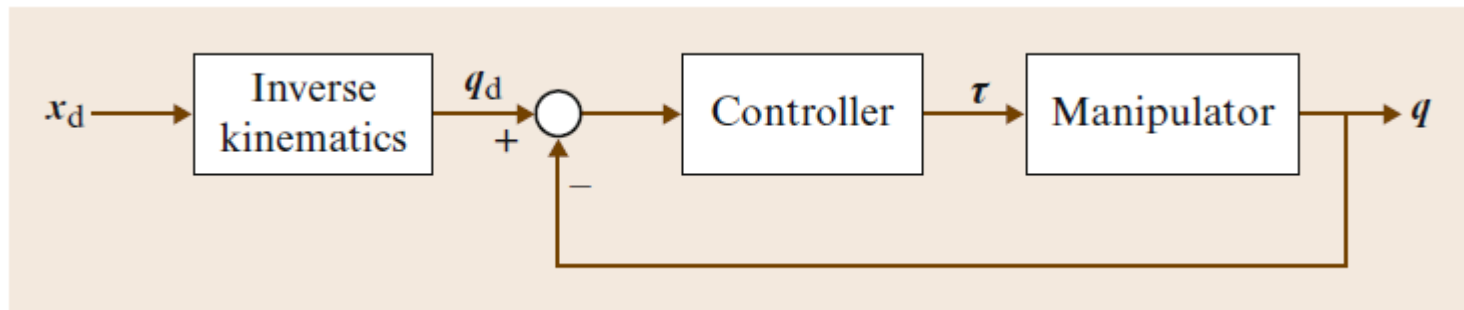 x_d
Inverse
kinematics
q_d
+
−
Controller
τ
Manipulator
q